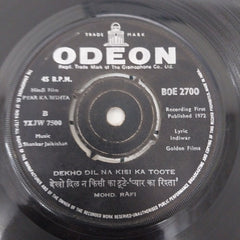 TRADE MARK
ODEON
Regd. Trade Mark of The Gramophone Co. Ltd.
45 R.P.M.
BOE 2700
Hindi Film
PYAR KA RISHTA
Recording First
Published 1972
B
7XJW 7500
Music
Shankar Jaikishan
Lyric
Indiwar
Golden Films
DEKHO DIL NA KISI KA TOOTE
देखो दिल न किसी का टूटे-'प्यार का रिश्ता'
MOHD. RAFI